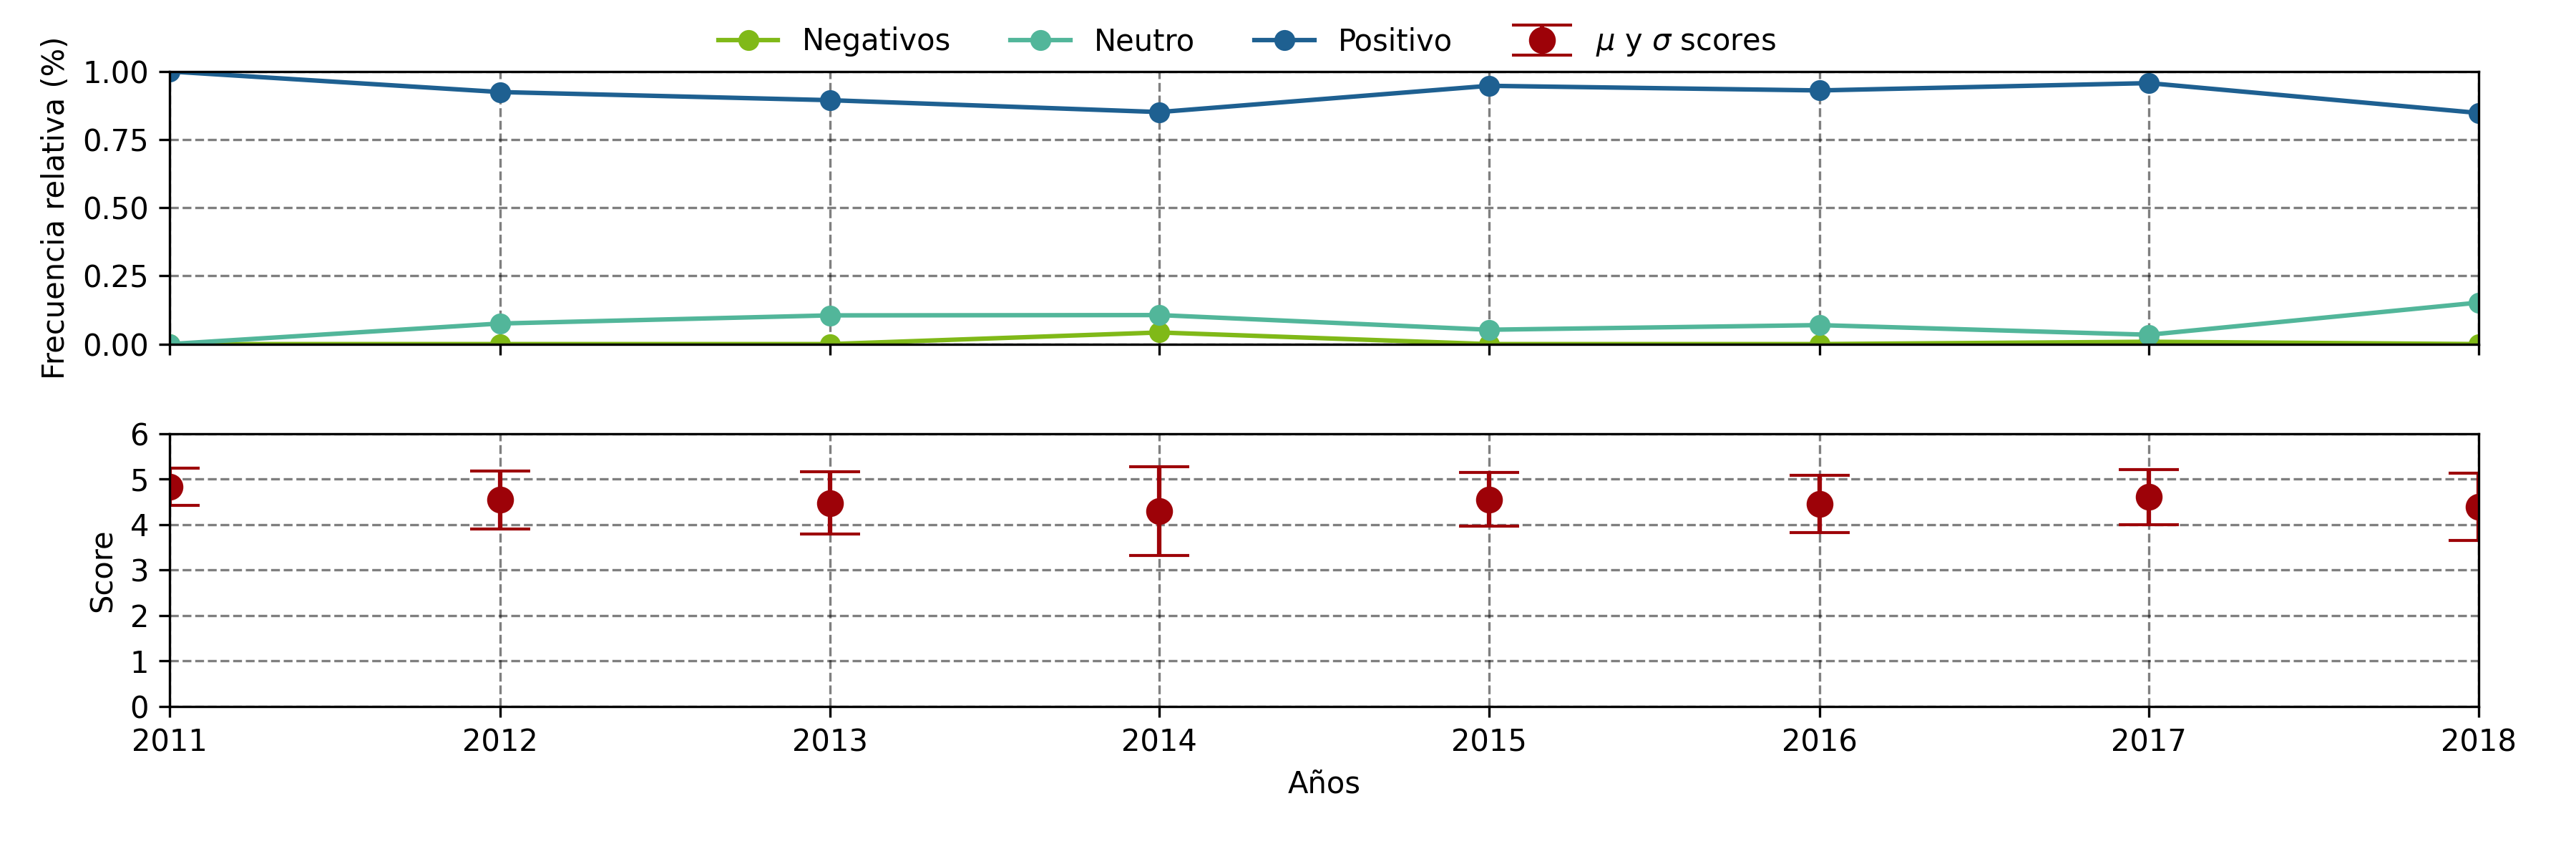 Negativos Neutro Positivo μ y σ scores
Frecuencia relativa (%)
1.00
0.75
0.50
0.25
0.00
Score
6
5
4
3
2
1
0
2011 2012 2013 2014 2015 2016 2017 2018
Años